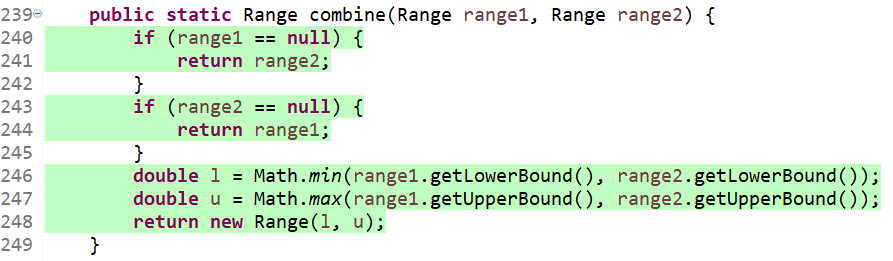 239    public static Range combine(Range range1, Range range2) {
240        if (range1 == null) {
241            return range2;
242        }
243        if (range2 == null) {
244            return range1;
245        }
246        double l = Math.min(range1.getLowerBound(), range2.getLowerBound());
247        double u = Math.max(range1.getUpperBound(), range2.getUpperBound());
248        return new Range(l, u);
249    }